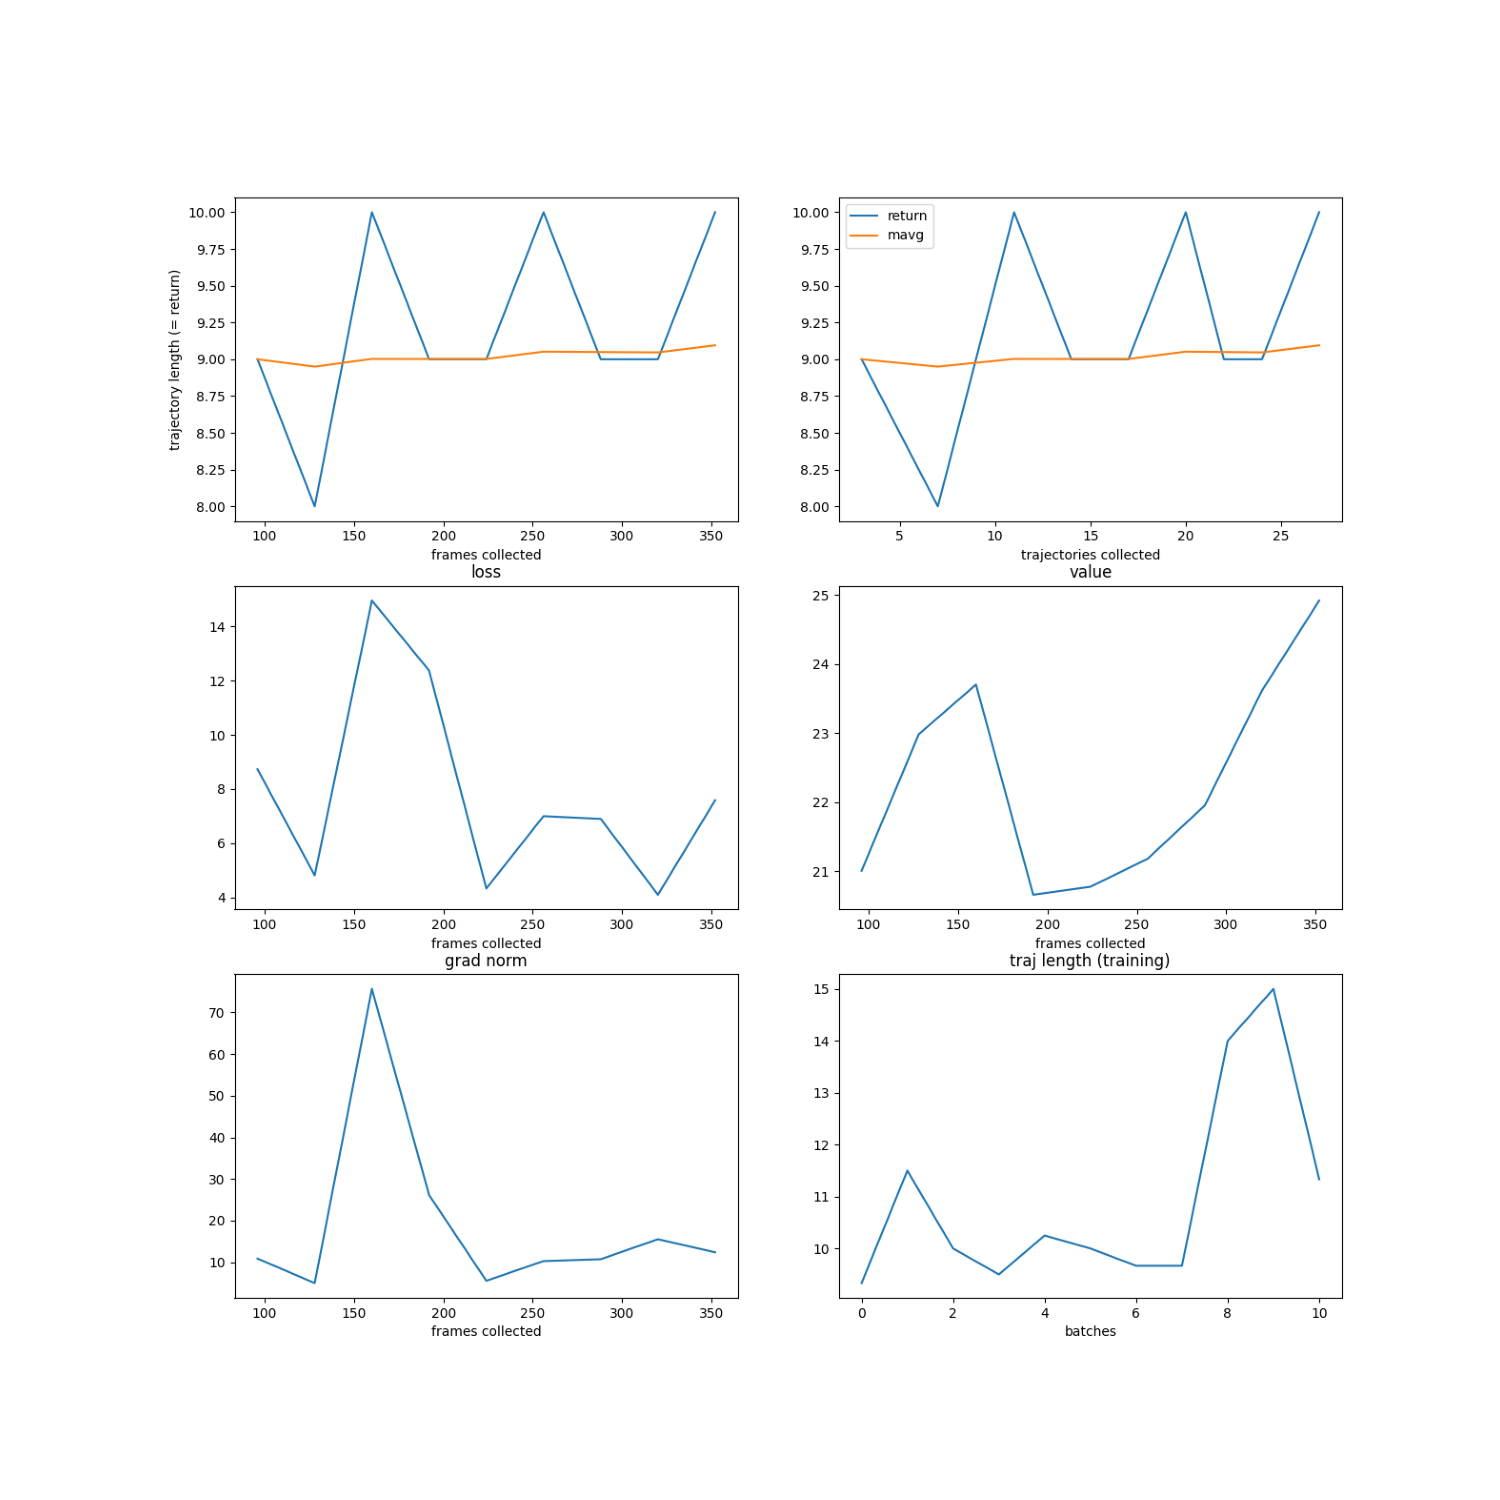 10.00
9.75
9.50
9.25
9.00
8.75
8.50
8.25
8.00
trajectory length (= return)
100 150 200 250 300 350
frames collected
return
mavg
10.00
9.75
9.50
9.25
9.00
8.75
8.50
8.25
8.00
5 10 15 20 25
trajectories collected
loss
14
12
10
8
6
4
100 150 200 250 300 350
frames collected
value
25
24
23
22
21
100 150 200 250 300 350
frames collected
grad norm
70
60
50
40
30
20
10
100 150 200 250 300 350
frames collected
traj length (training)
15
14
13
12
11
10
0 2 4 6 8 10
batches